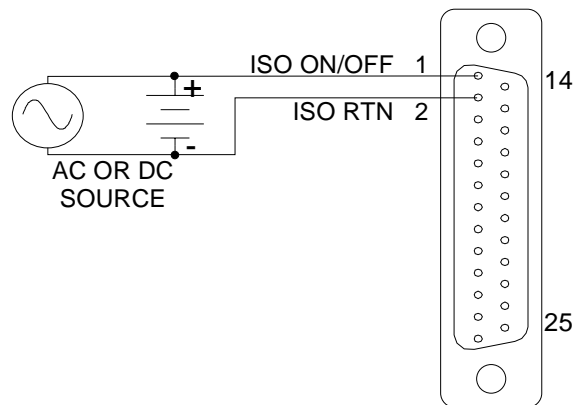 ISO ON/OFF 1
14
+
ISO RTN 2
-
AC OR DC
SOURCE
25